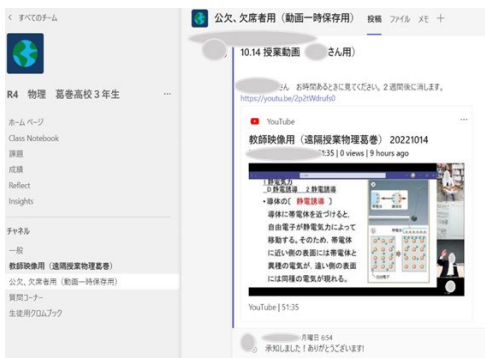 < すべてのチーム
R4 物理 葛巻高校３年生
…
ホーム ページ
Class Notebook
課題
成績
Reflect
Insights
チャネル
一般
教師映像用（遠隔授業物理葛巻）
公欠、欠席用（動画一時保存用）
質問コーナー
生徒用クロムブック
公欠、欠席者用（動画一時保存用） 投稿 ファイル メモ ＋
10.14 授業動画 さん用）
さん お時間あるときに見てください。２週間後に消します。
https://youtu.be/2p2tWdrufs0
YouTube
…
教師映像用（遠隔授業物理葛巻） 20221014
51:35 | 0 views | 9 hours ago
1 静電気力
D 静電誘導 2 静電誘導
・導体の［ 静電誘導 ］
導体に帯電体を近づけると、
自由電子が静電気力によって
移動する。そのため、帯電体
に近い側の表面には帯電体と
異種の電気が、遠い側の表面
には同種の電気が現れる。
YouTube | 51:35
月曜日 6:54
承知しました！ありがとうございます!